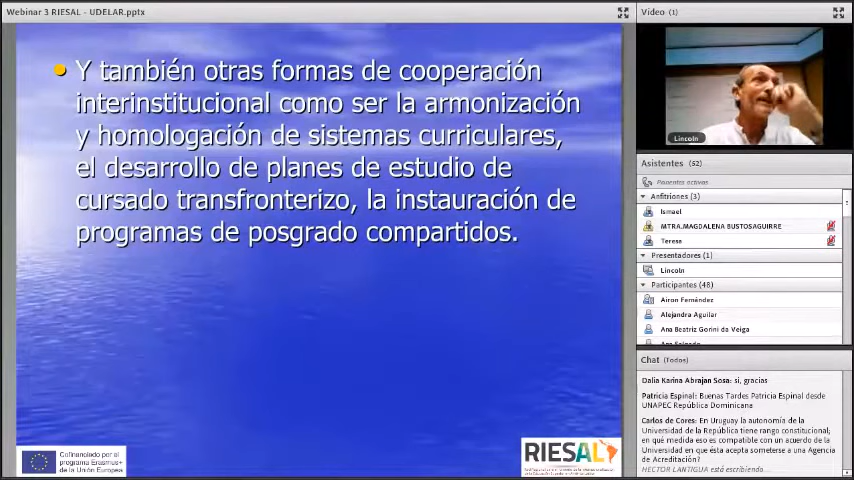 Webinar 3 RIESAL - UDELAR.pptx
Y también otras formas de cooperación
interinstitucional como ser la armonización
y homologación de sistemas curriculares,
el desarrollo de planes de estudio de
cursado transfronterizo, la instauración de
programas de posgrado compartidos.
Cofinanciado por el
programa Erasmus+
de la Unión Europea
RIESAL
Vídeo (1)
Lincoln
Asistentes (52)
Ponentes activos
Anfitriones (3)
Ismael
MTRA.MAGDALENA BUSTOSAGUIRRE
Teresa
Presentadores (1)
Lincoln
Participantes (48)
Airon Fernández
Alejandra Aguilar
Ana Beatriz Gorini da Veiga
Chat (Todos)
Dalia Karina Abrajan Sosa: si, gracias
Patricia Espinal: Buenas Tardes Patricia Espinal desde
UNAPEC República Dominicana
Carlos de Cores: En Uruguay la autonomía de la
Universidad de la República tiene rango constitucional;
en qué medida eso es compatible con un acuerdo de la
Universidad en que ésta acepta someterse a una Agencia
de Acreditación?
HECTOR LANTIGUA está escribiendo...